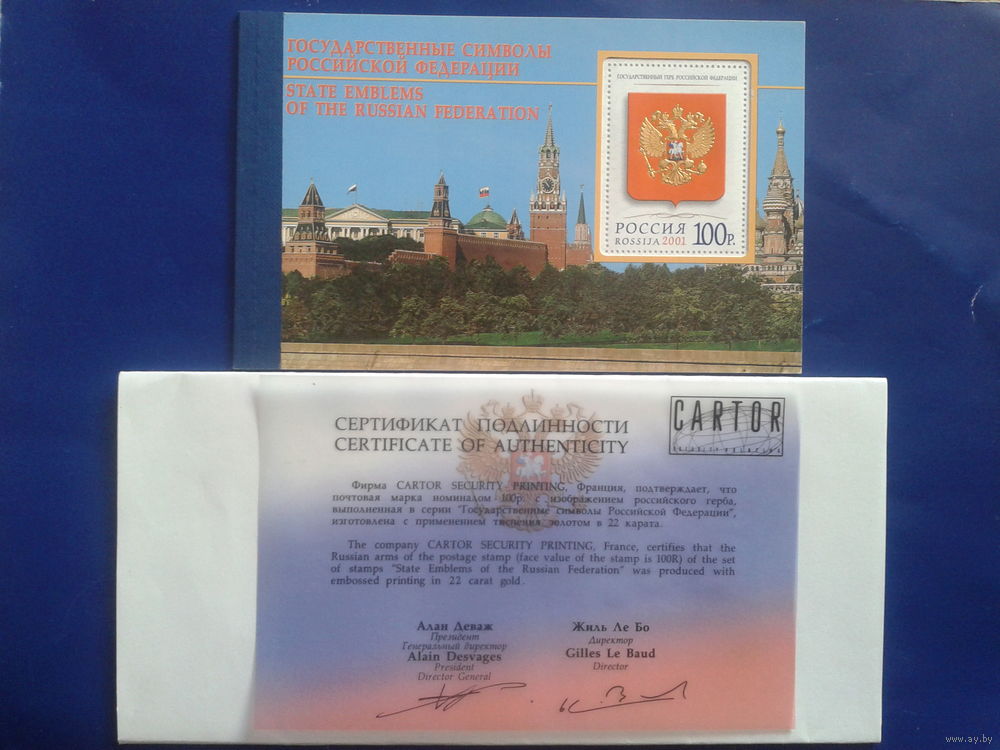 ГОСУДАРСТВЕННЫЕ СИМВОЛЫ
РОССИЙСКОЙ ФЕДЕРАЦИИ
STATE EMBLEMS
OF THE RUSSIAN FEDERATION
ГОСУДАРСТВЕННЫЙ ГЕРБ РОССИЙСКОЙ ФЕДЕРАЦИИ
РОССИЯ
ROSSIJA 2001
100Р.
СЕРТИФИКАТ ПОДЛИННОСТИ
CERTIFICATE OF AUTHENTICITY
CARTOR
SECURITY PRINTING
Фирма CARTOR SECURITY PRINTING, Франция, подтверждает, что
почтовая марка номиналом 100р. с изображением российского герба,
выполненная в серии "Государственные символы Российской Федерации",
изготовлена с применением тиснения золотом в 22 карата.
The company CARTOR SECURITY PRINTING, France, certifies that the
Russian arms of the postage stamp (face value of the stamp is 100R) of the set
of stamps "State Emblems of the Russian Federation" was produced with
embossed printing in 22 carat gold.
Алан Деваж
Президент
Генеральный директор
Alain Desvages
President
Director General
Жиль Ле Бо
Директор
Gilles Le Baud
Director
www.ay.by